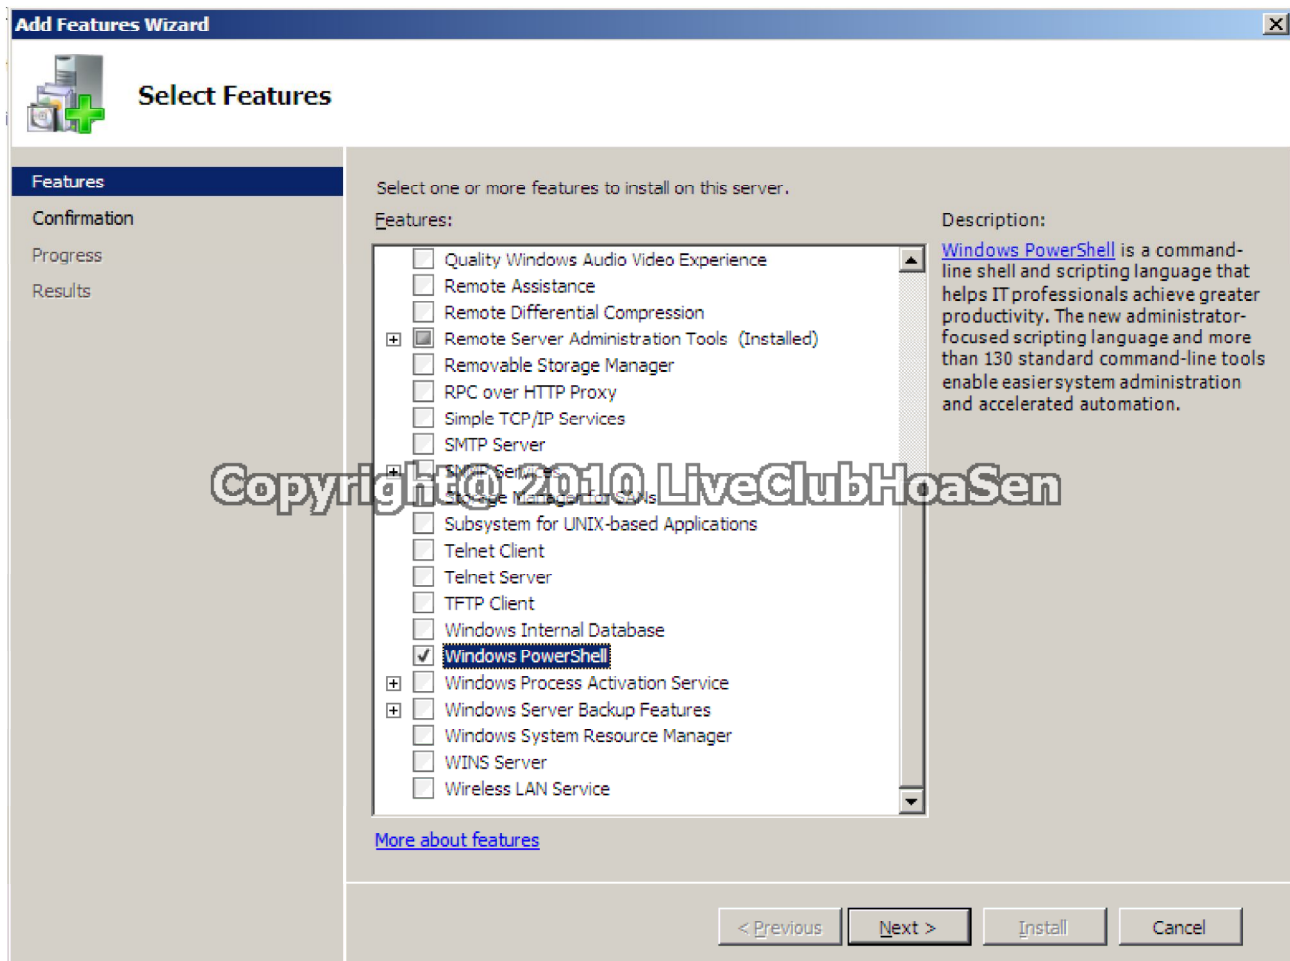 Add Features Wizard
Select Features
Features
Confirmation
Progress
Results
Select one or more features to install on this server.
Features:
Quality Windows Audio Video Experience
Remote Assistance
Remote Differential Compression
Remote Server Administration Tools (Installed)
Removable Storage Manager
RPC over HTTP Proxy
Simple TCP/IP Services
SMTP Server
SNMP Services
Storage Manager for SANs
Subsystem for UNIX-based Applications
Telnet Client
Telnet Server
TFTP Client
Windows Internal Database
Windows PowerShell
Windows Process Activation Service
Windows Server Backup Features
Windows System Resource Manager
WINS Server
Wireless LAN Service
More about features
Description:
Windows PowerShell is a command-
line shell and scripting language that
helps IT professionals achieve greater
productivity. The new administrator-
focused scripting language and more
than 130 standard command-line tools
enable easiersystem administration
and accelerated automation.
Copyright@ 2010 LiveClubHoaSen
< Previous
Next >
Install
Cancel